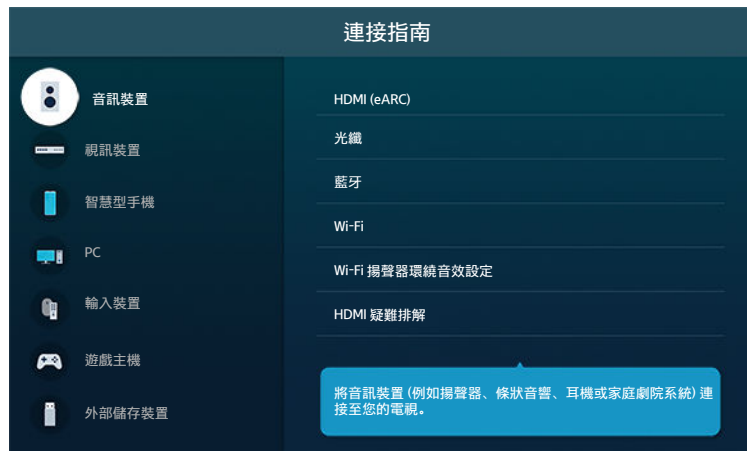 連接指南
音訊裝置
視訊裝置
智慧型手機
PC
輸入裝置
遊戲主機
外部儲存裝置
HDMI (eARC)
光纖
藍牙
Wi-Fi
Wi-Fi 揚聲器環繞音效設定
HDMI 疑難排解
將音訊裝置 (例如揚聲器、條狀音響、耳機或家庭劇院系統) 連
接至您的電視。